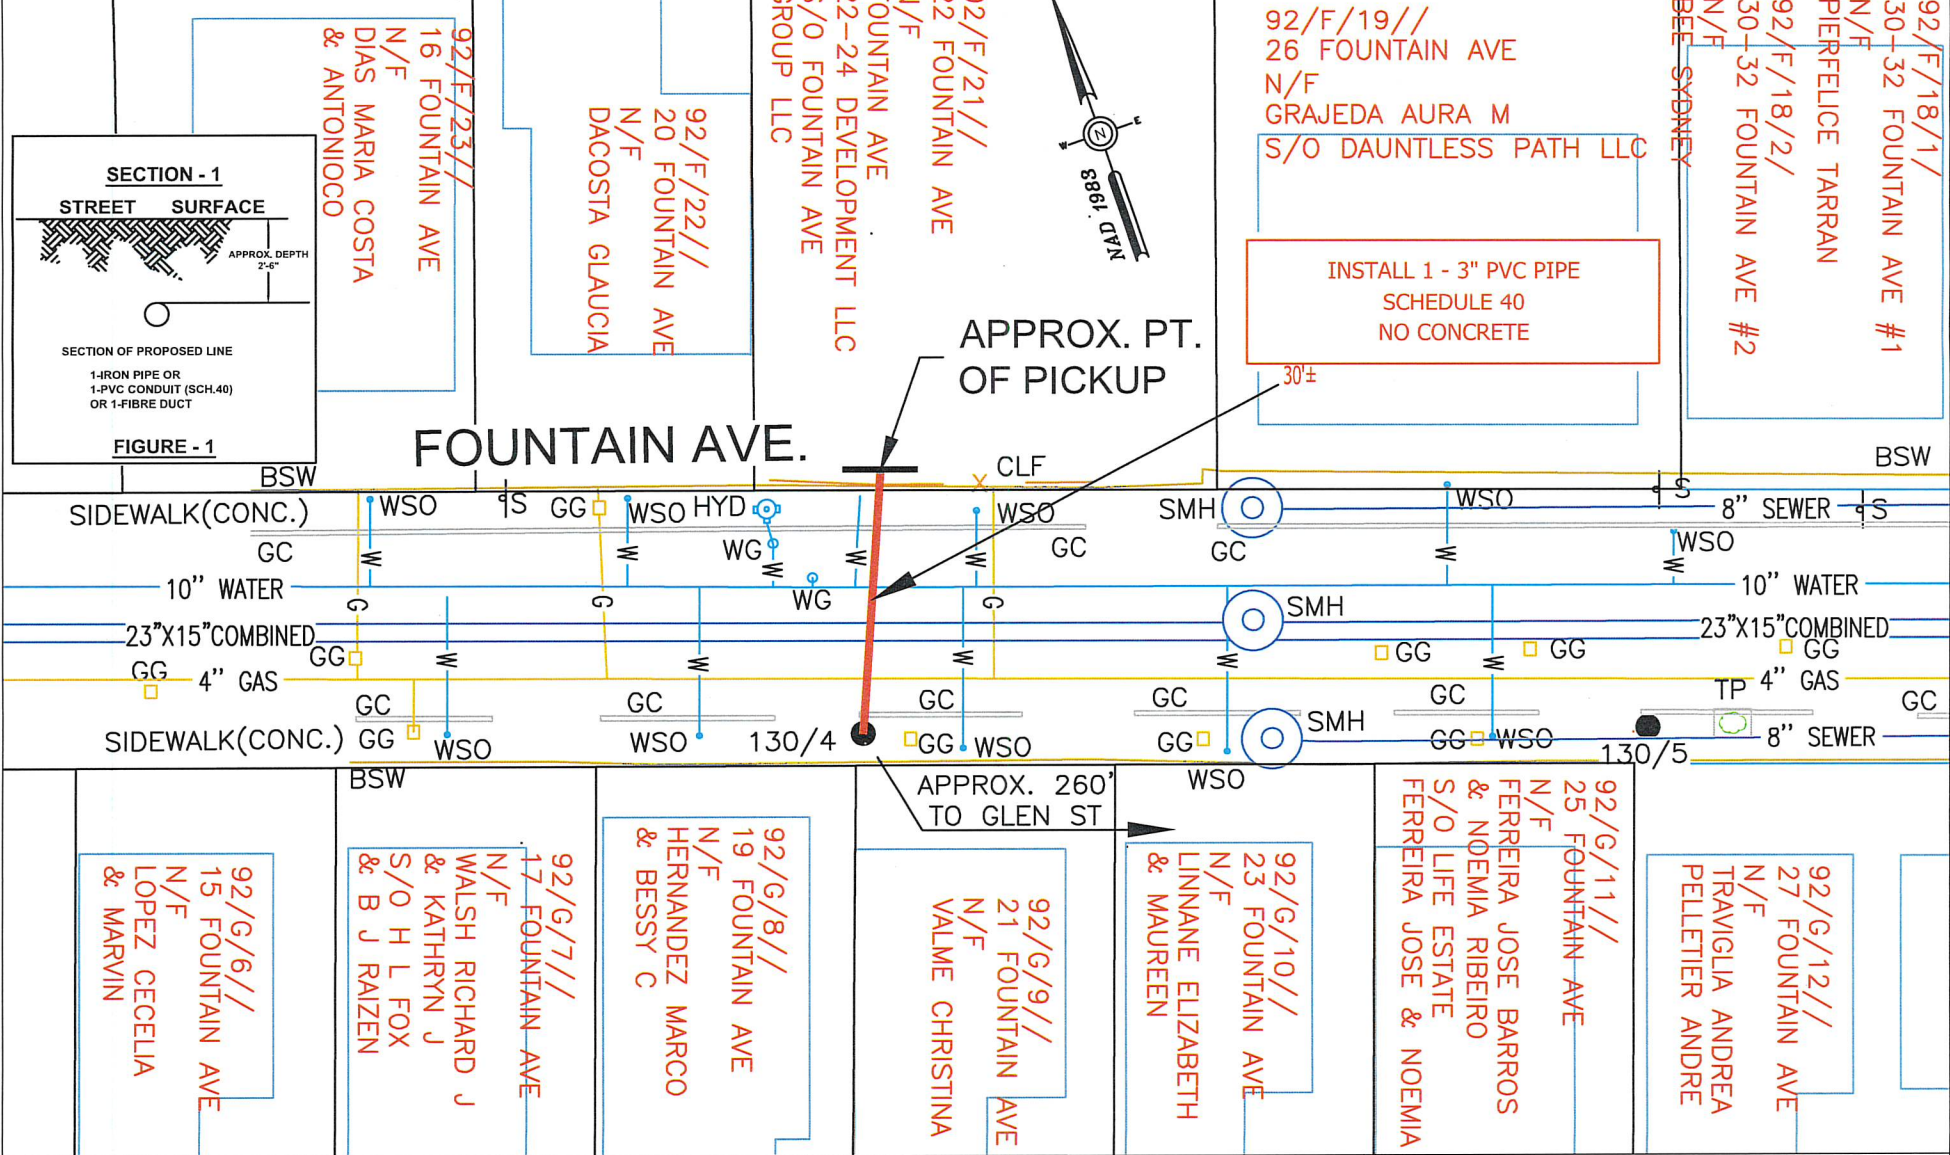 92/F/23//
16 FOUNTAIN AVE
N/F
DIAS MARIA COSTA
& ANTONIOCO
92/F/22//
20 FOUNTAIN AVE
N/F
DACOSTA GLAUCIA
92/F/21//
22 FOUNTAIN AVE
N/F
FOUNTAIN AVE
22-24 DEVELOPMENT LLC
S/O FOUNTAIN AVE
GROUP LLC
N
E
W
NAD 1983
92/F/19//
26 FOUNTAIN AVE
N/F
GRAJEDA AURA M
S/O DAUNTLESS PATH LLC
92/F/18/1/
30-32 FOUNTAIN AVE #1
N/F
PIERFELICE TARRAN
92/F/18/2/
30-32 FOUNTAIN AVE #2
N/F
BEE SYDNEY
SECTION - 1
STREET SURFACE
APPROX. DEPTH
2'-6"
SECTION OF PROPOSED LINE
1-IRON PIPE OR
1-PVC CONDUIT (SCH.40)
OR 1-FIBRE DUCT
FIGURE - 1
INSTALL 1 - 3" PVC PIPE
SCHEDULE 40
NO CONCRETE
30'±
APPROX. PT.
OF PICKUP
FOUNTAIN AVE.
BSW
CLF
BSW
SIDEWALK(CONC.)
WSO
S
GG
WSO
HYD
WSO
SMH
WSO
S
8" SEWER
S
GC
WG
GC
GC
WSO
W
W
W
W
W
W
W
10" WATER
WG
10" WATER
G
G
G
SMH
23"X15"COMBINED
23"X15"COMBINED
GG
W
W
W
W
W
GG
GG
GG
GG
4" GAS
4" GAS
TP
GC
GC
GC
GC
GC
GC
SIDEWALK(CONC.)
GG
WSO
WSO
130/4
GG
WSO
GG
SMH
GG
WSO
130/5
8" SEWER
BSW
APPROX. 260'
TO GLEN ST
WSO
92/G/6//
15 FOUNTAIN AVE
N/F
LOPEZ CECELIA
& MARVIN
92/G/7//
17 FOUNTAIN AVE
N/F
WALSH RICHARD J
& KATHRYN J
S/O H L FOX
& B J RAIZEN
92/G/8//
19 FOUNTAIN AVE
N/F
HERNANDEZ MARCO
& BESSY C
92/G/9//
21 FOUNTAIN AVE
N/F
VALME CHRISTINA
92/G/10//
23 FOUNTAIN AVE
N/F
LINNANE ELIZABETH
& MAUREEN
92/G/11//
25 FOUNTAIN AVE
N/F
FERREIRA JOSE BARROS
& NOEMIA RIBEIRO
S/O LIFE ESTATE
FERREIRA JOSE & NOEMIA
92/G/12//
27 FOUNTAIN AVE
N/F
TRAVIGLIA ANDREA
PELLETIER ANDRE